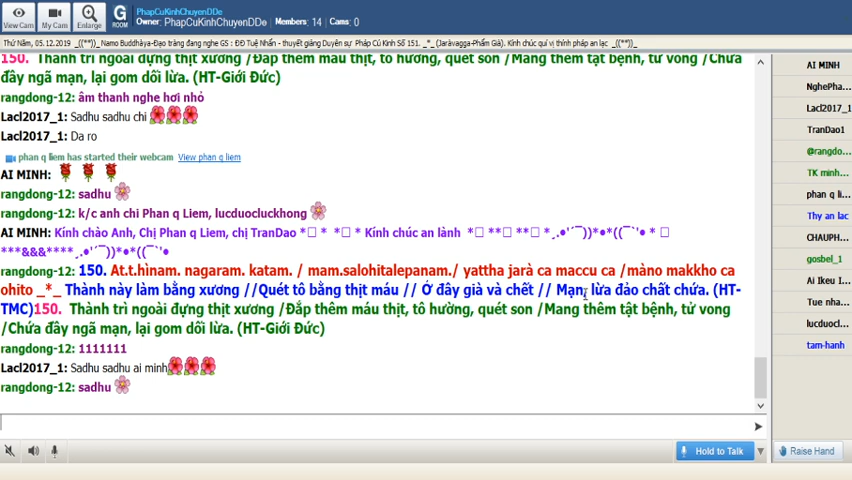 View Cam
My Cam
Enlarge
G
ROOM
PhapCuKinhChuyenDDe
Owner: PhapCuKinhChuyenDDe Members: 14 Cams: 0
Thứ Năm, 05.12.2019 _((**))_ Namo Buddhàya-Đạo tràng đang nghe GS : ĐĐ Tuệ Nhẫn - thuyết giảng Duyên sự Pháp Cú Kinh Số 151. _*_ (Jaràvagga-Phẩm Già). Kính chúc quí vị thính pháp an lạc _((**))_
150. Thành trì ngoài dựng thịt xương /Đắp thêm máu thịt, tô hường, quét son /Mang thêm tật bệnh, tử vong /Chứa
đầy ngã mạn, lại gom dối lừa. (HT-Giới Đức)
rangdong-12: âm thanh nghe hơi nhỏ
Lacl2017_1: Sadhu sadhu chi
Lacl2017_1: Da ro
phan q liem has started their webcam View phan q liem
AI MINH:
rangdong-12: sadhu
rangdong-12: k/c anh chi Phan q Liem, lucduocluckhong
AI MINH: Kính chào Anh, Chị Phan q Liem, chị TranDao *□ * *□ * Kính chúc an lành *□ **□ **□ *¸.•'´¯))*•*((¯`'• * □
***&&&****¸.•'´¯))*•*((¯`'•
rangdong-12: 150. At.t.hìnam. nagaram. katam. / mam.salohitalepanam./ yattha jarà ca maccu ca /màno makkho ca
ohito _*_ Thành này làm bằng xương //Quét tô bằng thịt máu // Ở đây già và chết // Mạn, lừa đảo chất chứa. (HT-
TMC)150. Thành trì ngoài dựng thịt xương /Đắp thêm máu thịt, tô hường, quét son /Mang thêm tật bệnh, tử vong
/Chứa đầy ngã mạn, lại gom dối lừa. (HT-Giới Đức)
rangdong-12: 1111111
Lacl2017_1: Sadhu sadhu ai minh
rangdong-12: sadhu
AI MINH
NghePha...
Lacl2017_1
TranDao1
@rangdo...
TK minh...
phan q li...
Thy an lac
CHAUPH...
gosbel_1
Ai Ikeu I...
Tue nha...
lucduocl...
tam-hanh
Hold to Talk
Raise Hand